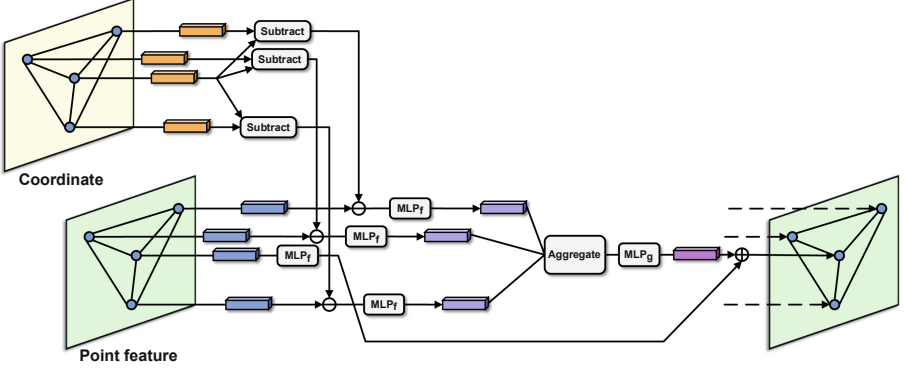 Subtract
Subtract
Subtract
Coordinate
MLPf
MLPf
MLPf
Aggregate
MLPg
MLPf
Point feature